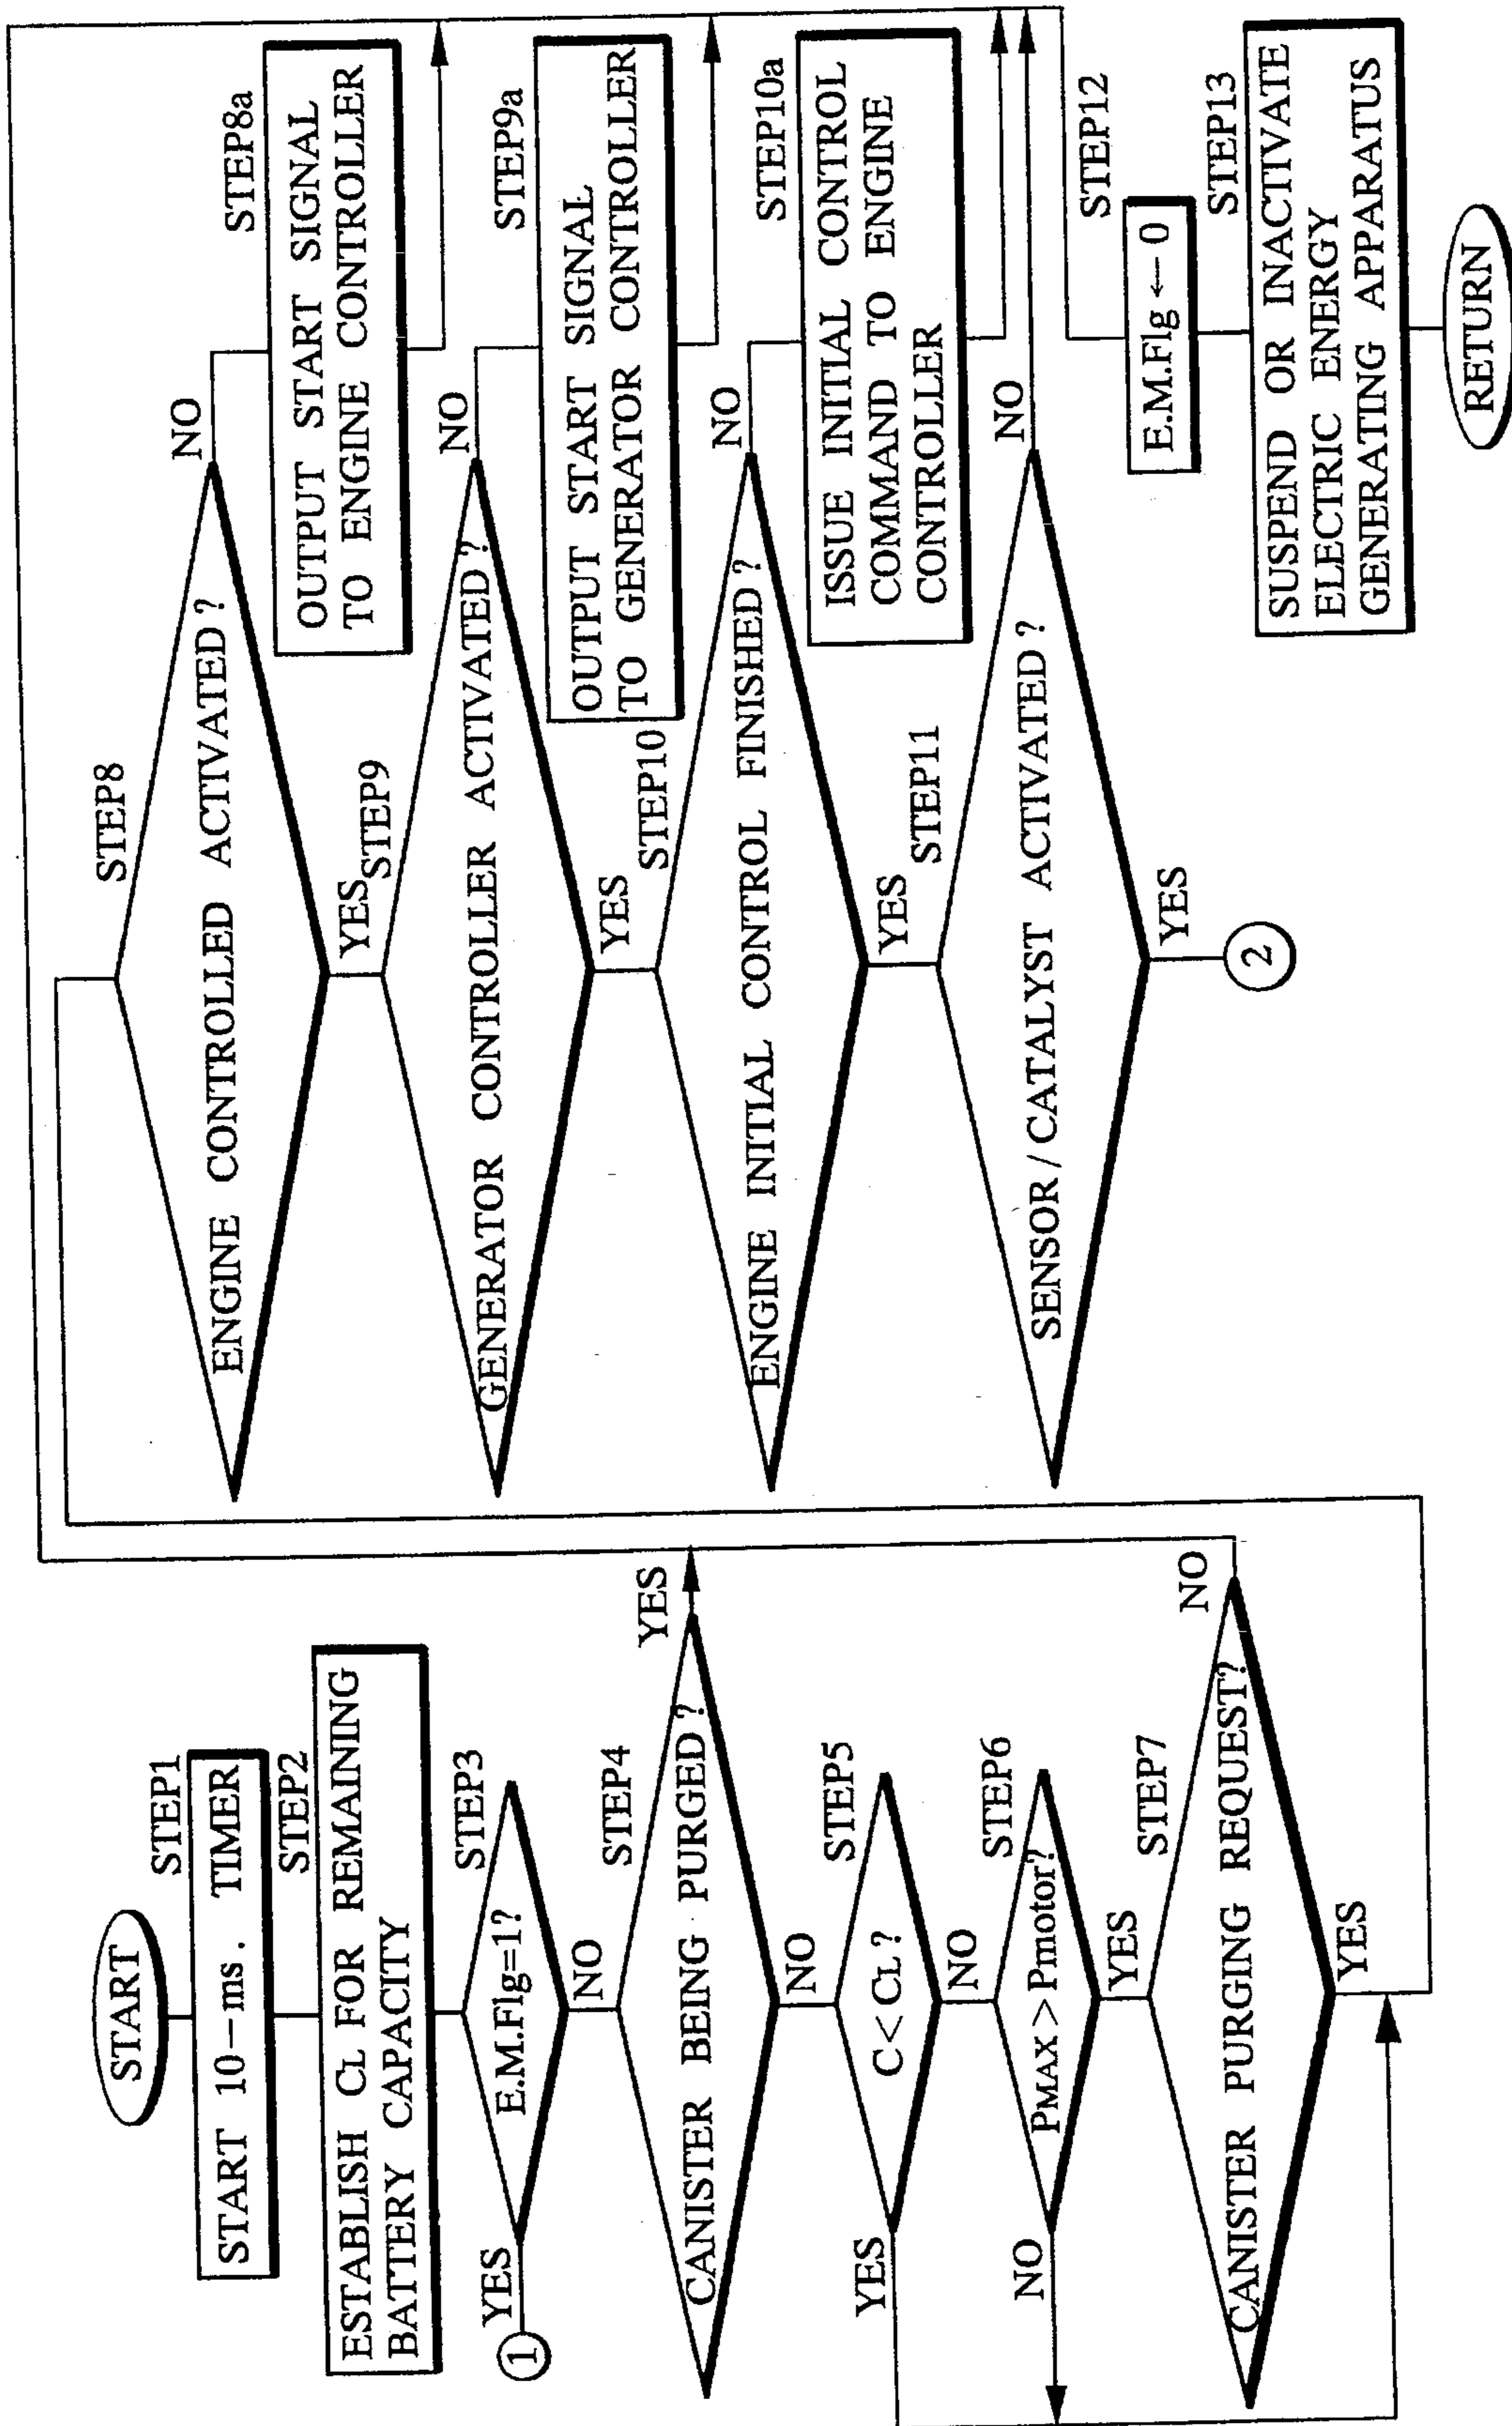 START
STEP1
START 10-ms. TIMER
STEP2
ESTABLISH CL FOR REMAINING
BATTERY CAPACITY
STEP3
E.M.Flg=1?
YES
1
NO
STEP4
CANISTER BEING PURGED?
YES
NO
STEP5
C<CL?
YES
NO
STEP6
PMAX>Pmotor?
NO
YES
STEP7
CANISTER PURGING REQUEST?
NO
YES
STEP8
ENGINE CONTROLLED ACTIVATED?
NO
STEP8a
OUTPUT START SIGNAL
TO ENGINE CONTROLLER
YES
STEP9
GENERATOR CONTROLLER ACTIVATED?
NO
STEP9a
OUTPUT START SIGNAL
TO GENERATOR CONTROLLER
YES
STEP10
ENGINE INITIAL CONTROL FINISHED?
NO
STEP10a
ISSUE INITIAL CONTROL
COMMAND TO ENGINE
CONTROLLER
YES
STEP11
SENSOR/CATALYST ACTIVATED?
NO
YES
2
STEP12
E.M.Flg ← 0
STEP13
SUSPEND OR INACTIVATE
ELECTRIC ENERGY
GENERATING APPARATUS
RETURN